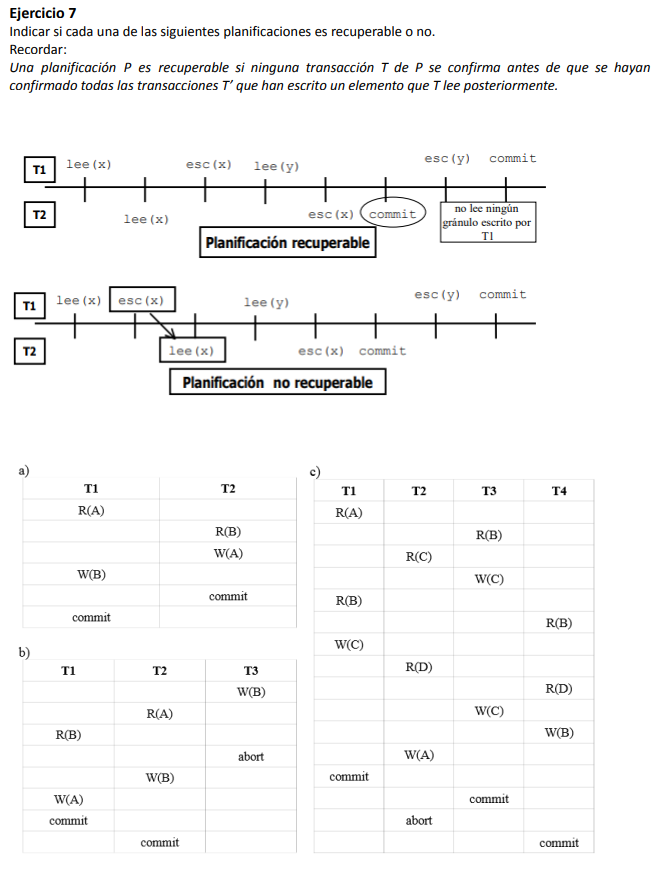 Ejercicio 7
Indicar si cada una de las siguientes planificaciones es recuperable o no.
Recordar:
Una planificación P es recuperable si ninguna transacción T de P se confirma antes de que se hayan
confirmado todas las transacciones T' que han escrito un elemento que T lee posteriormente.
T1 lee(x) esc(x) lee(y) esc(y) commit
T2 lee(x) esc(x) commit no lee ningún
gránulo escrito por
T1
Planificación recuperable
T1 lee(x) esc(x) lee(y) esc(y) commit
T2 lee(x) esc(x) commit
Planificación no recuperable
a)
T1 T2
R(A)
R(B)
W(A)
W(B)
commit
commit
b)
T1 T2 T3
W(B)
R(A)
R(B)
abort
W(B)
W(A)
commit
commit
c)
T1 T2 T3 T4
R(A)
R(B)
R(C)
W(C)
R(B)
R(B)
W(C)
R(D)
R(D)
W(C)
W(B)
W(A)
commit
commit
abort
commit